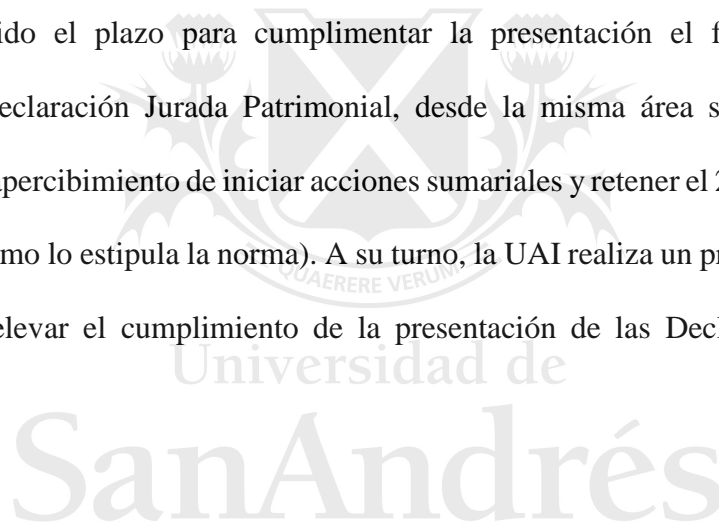 ido el plazo para cumplimentar la presentación el f
eclaración Jurada Patrimonial, desde la misma área s
apercibimiento de iniciar acciones sumariales y retener el 2
mo lo estipula la norma). A su turno, la UAI realiza un pr
QUAERERE VERUM
elevar el cumplimiento de la presentación de las Decl
Universidad de
SanAndrés